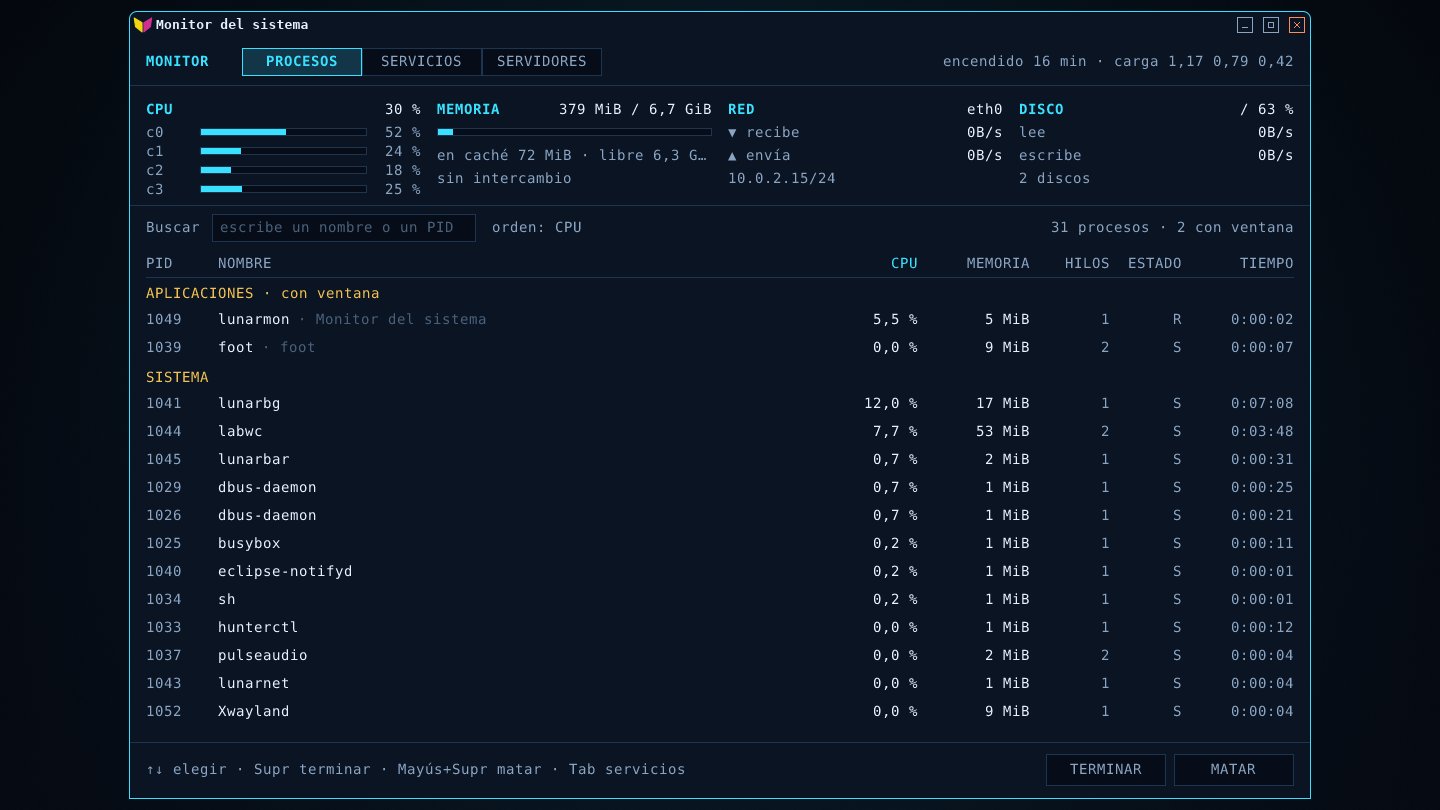 Monitor del sistema
MONITOR PROCESOS SERVICIOS SERVIDORES encendido 16 min · carga 1,17 0,79 0,42
CPU 30 % MEMORIA 379 MiB / 6,7 GiB RED eth0 DISCO / 63 %
c0 52 % ▼ recibe 0B/s lee 0B/s
c1 24 % en caché 72 MiB · libre 6,3 G… ▲ envía 0B/s escribe 0B/s
c2 18 % sin intercambio 10.0.2.15/24 2 discos
c3 25 %
Buscar escribe un nombre o un PID orden: CPU 31 procesos · 2 con ventana
PID NOMBRE CPU MEMORIA HILOS ESTADO TIEMPO
APLICACIONES · con ventana
1049 lunarmon · Monitor del sistema 5,5 % 5 MiB 1 R 0:00:02
1039 foot · foot 0,0 % 9 MiB 2 S 0:00:07
SISTEMA
1041 lunarbg 12,0 % 17 MiB 1 S 0:07:08
1044 labwc 7,7 % 53 MiB 2 S 0:03:48
1045 lunarbar 0,7 % 2 MiB 1 S 0:00:31
1029 dbus-daemon 0,7 % 1 MiB 1 S 0:00:25
1026 dbus-daemon 0,7 % 1 MiB 1 S 0:00:21
1025 busybox 0,2 % 1 MiB 1 S 0:00:11
1040 eclipse-notifyd 0,2 % 1 MiB 1 S 0:00:01
1034 sh 0,2 % 1 MiB 1 S 0:00:01
1033 hunterctl 0,0 % 1 MiB 1 S 0:00:12
1037 pulseaudio 0,0 % 2 MiB 2 S 0:00:04
1043 lunarnet 0,0 % 1 MiB 1 S 0:00:04
1052 Xwayland 0,0 % 9 MiB 1 S 0:00:04
↑↓ elegir · Supr terminar · Mayús+Supr matar · Tab servicios TERMINAR MATAR